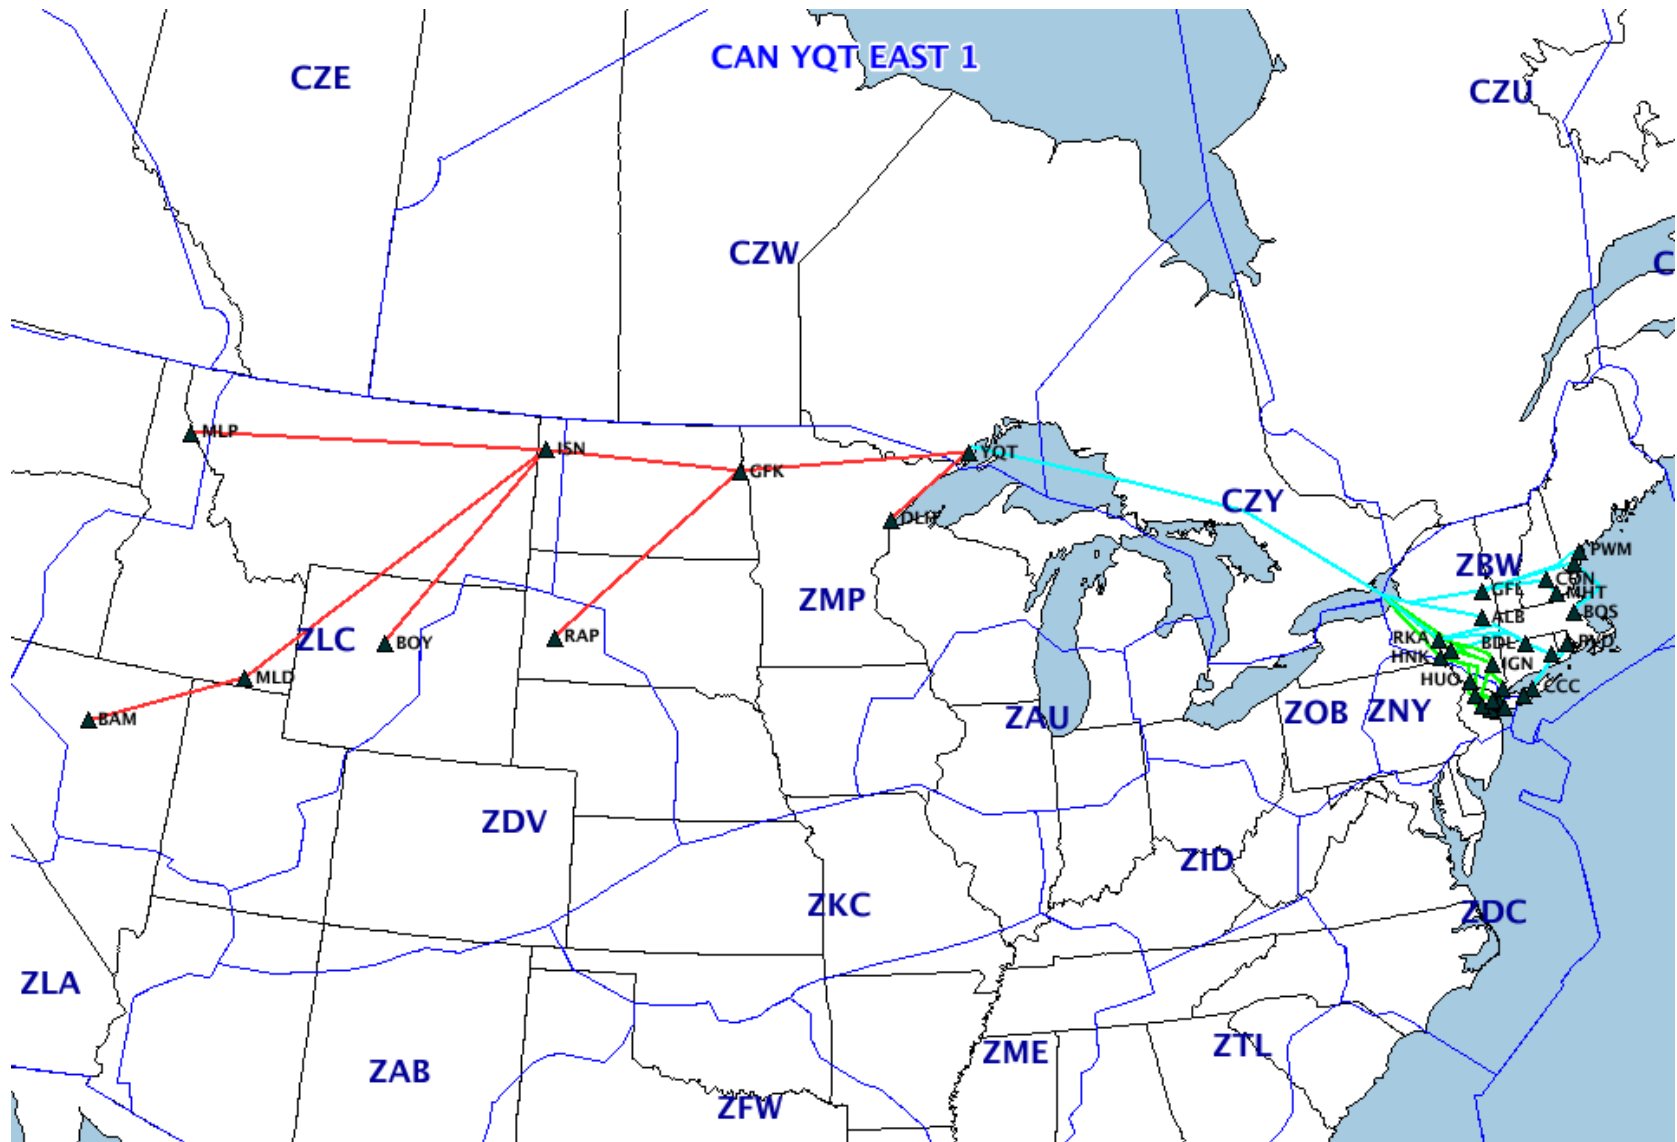 CAN YQT EAST 1
CZE
CZU
CZW
C
MLP
ISN
GFK
YQT
CZY
DLH
PWM
ZBW
CON
GFL
MHT
ZMP
BOS
ALB
RKA
BDL
PVD
ZLC
BOY
RAP
HNK
IGN
MLD
HUO
CCC
BAM
ZAU
ZOB
ZNY
ZDV
ZID
ZKC
ZDC
ZLA
ZME
ZTL
ZAB
ZFW